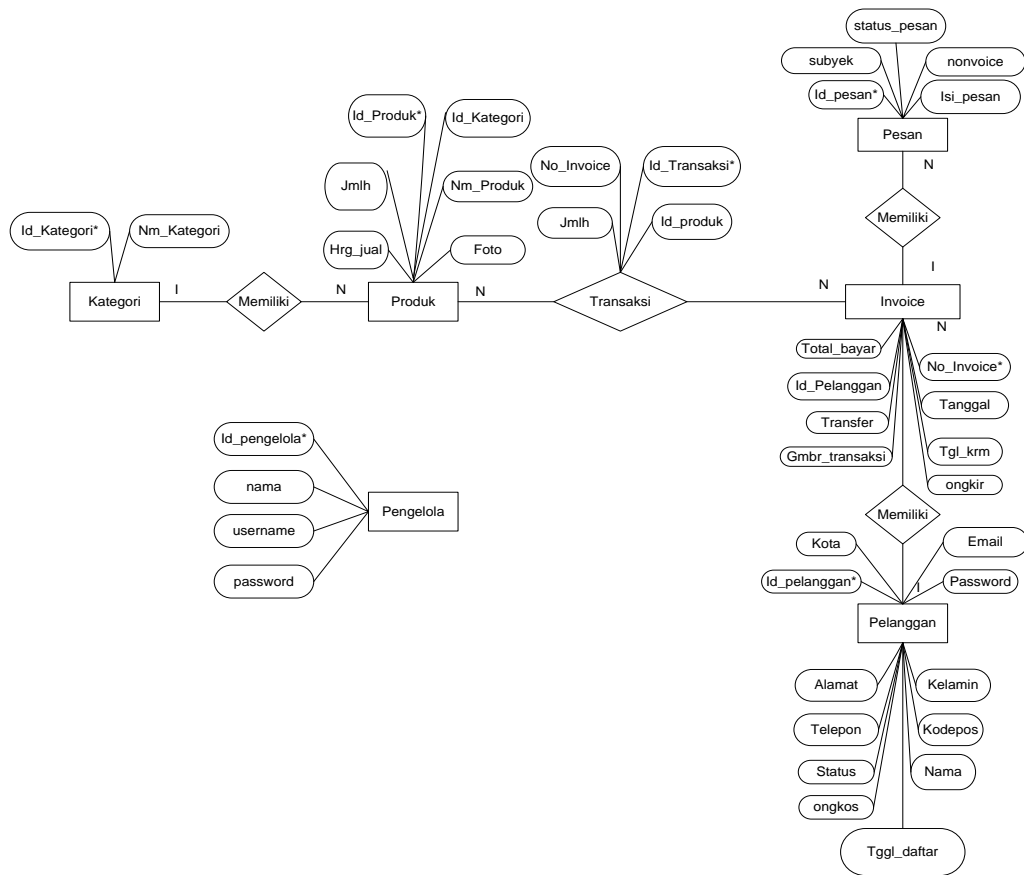 status_pesan
subyek
nonvoice
Id_pesan*
Isi_pesan
Pesan
N
Memiliki
I
Id_Produk*
Id_Kategori
Jmlh
Nm_Produk
Hrg_jual
Foto
No_Invoice
Id_Transaksi*
Jmlh
Id_produk
Id_Kategori*
Nm_Kategori
Kategori
I
Memiliki
N
Produk
N
Transaksi
N
Invoice
N
Total_bayar
No_Invoice*
Id_Pelanggan
Tanggal
Transfer
Gmbr_transaksi
Tgl_krm
ongkir
Id_pengelola*
nama
username
password
Pengelola
Memiliki
Kota
Email
Id_pelanggan*
I
Password
Pelanggan
Alamat
Kelamin
Telepon
Kodepos
Status
Nama
ongkos
Tggl_daftar